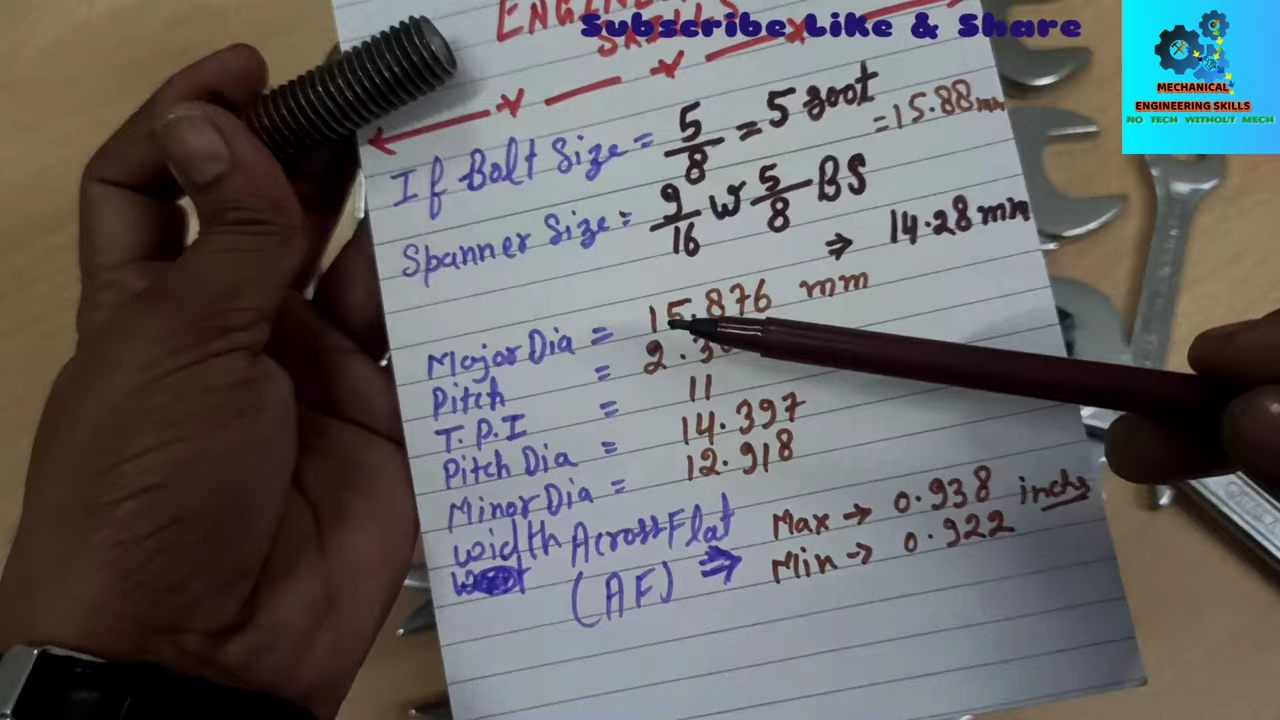 Subscribe Like & Share
MECHANICAL
ENGINEERING SKILLS
NO TECH WITHOUT MECH
If Bolt Size = 5/8 = 5 soot
= 15.88 mm
Spanner Size = 9/16 W 5/8 BS
⇒ 14.28 mm
Major Dia = 15.876 mm
Pitch =
T.P.I = 11
Pitch Dia = 14.397
Minor Dia = 12.918
Width Across Flat Max → 0.938 inchs
(AF) ⇒ Min → 0.922